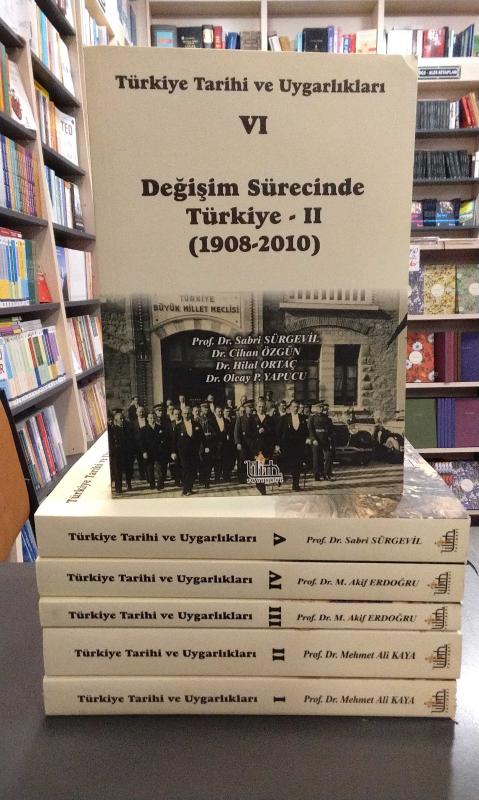 Türkiye Tarihi ve Uygarlıkları
VI
Değişim Sürecinde
Türkiye - II
(1908-2010)
TÜRKİYE
BÜYÜK MİLLET MECLİSİ
Prof. Dr. Sabri SÜRGEVİL
Dr. Cihan ÖZGÜN
Dr. Hilal ORTAÇ
Dr. Olcay P. YAPUCU
Türkiye Tarihi ve
Türkiye Tarihi ve Uygarlıkları V Prof. Dr. Sabri SÜRGEVİL
Türkiye Tarihi ve Uygarlıkları IV Prof. Dr. M. Akif ERDOĞRU
Türkiye Tarihi ve Uygarlıkları III Prof. Dr. M. Akif ERDOĞRU
Türkiye Tarihi ve Uygarlıkları II Prof. Dr. Mehmet Ali KAYA
Türkiye Tarihi ve Uygarlıkları I Prof. Dr. Mehmet Ali KAYA
TED